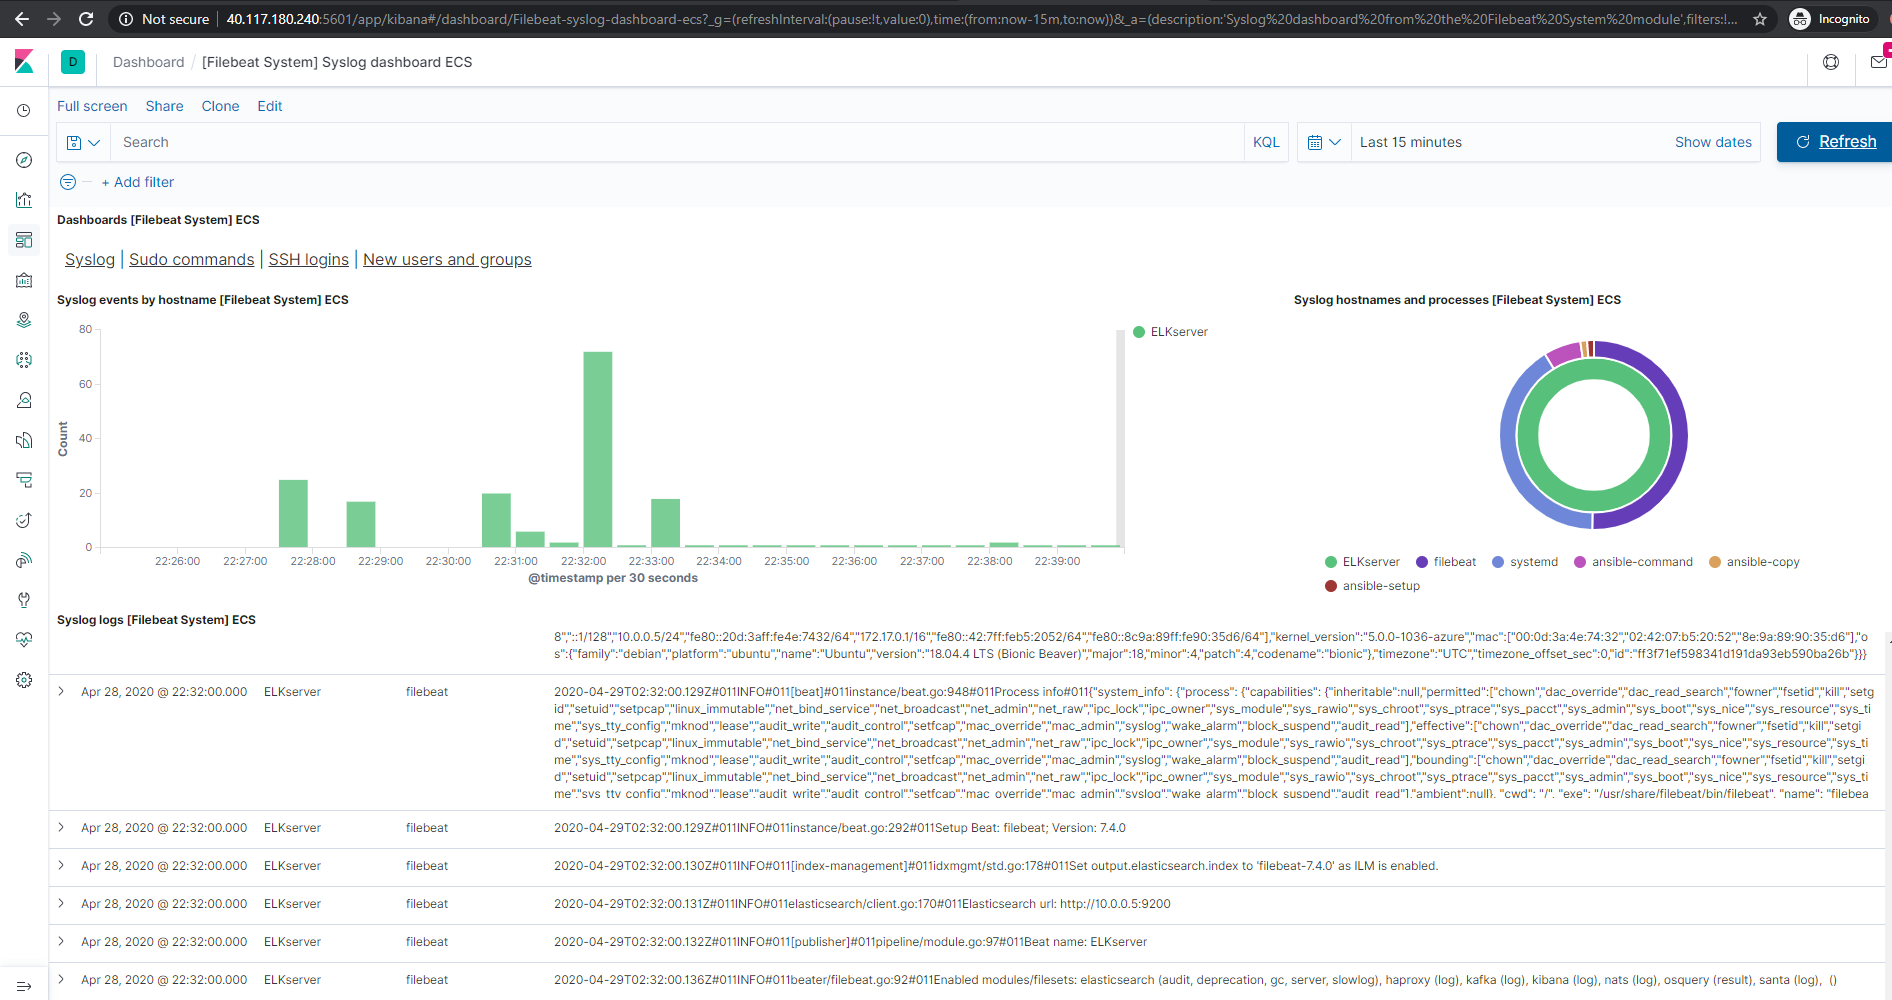 Not secure | 40.117.180.240:5601/app/kibana#/dashboard/Filebeat-syslog-dashboard-ecs?_g=(refreshInterval:(pause:!t,value:0),time:(from:now-15m,to:now))&_a=(description:'Syslog%20dashboard%20from%20the%20Filebeat%20System%20module',filters:!... Incognito
D Dashboard / [Filebeat System] Syslog dashboard ECS
Full screen Share Clone Edit
Search KQL Last 15 minutes Show dates Refresh
+ Add filter
Dashboards [Filebeat System] ECS
Syslog | Sudo commands | SSH logins | New users and groups
Syslog events by hostname [Filebeat System] ECS
80
60
40
20
0
Count
22:26:00 22:27:00 22:28:00 22:29:00 22:30:00 22:31:00 22:32:00 22:33:00 22:34:00 22:35:00 22:36:00 22:37:00 22:38:00 22:39:00
@timestamp per 30 seconds
ELKserver
Syslog hostnames and processes [Filebeat System] ECS
ELKserver filebeat systemd ansible-command ansible-copy
ansible-setup
Syslog logs [Filebeat System] ECS
8","::1/128","10.0.0.5/24","fe80::20d:3aff:fe4e:7432/64","172.17.0.1/16","fe80::42:7ff:feb5:2052/64","fe80::8c9a:89ff:fe90:35d6/64"],"kernel_version":"5.0.0-1036-azure","mac":["00:0d:3a:4e:74:32","02:42:07:b5:20:52","8e:9a:89:90:35:d6"],"o
s":{"family":"debian","platform":"ubuntu","name":"Ubuntu","version":"18.04.4 LTS (Bionic Beaver)","major":18,"minor":4,"patch":4,"codename":"bionic"},"timezone":"UTC","timezone_offset_sec":0,"id":"ff3f71ef598341d191da93eb590ba26b"}}}
Apr 28, 2020 @ 22:32:00.000 ELKserver filebeat 2020-04-29T02:32:00.129Z#011INFO#011[beat]#011instance/beat.go:948#011Process info#011{"system_info": {"process": {"capabilities": {"inheritable":null,"permitted":["chown","dac_override","dac_read_search","fowner","fsetid","kill","setg
id","setuid","setpcap","linux_immutable","net_bind_service","net_broadcast","net_admin","net_raw","ipc_lock","ipc_owner","sys_module","sys_rawio","sys_chroot","sys_ptrace","sys_pacct","sys_admin","sys_boot","sys_nice","sys_resource","sys_ti
me","sys_tty_config","mknod","lease","audit_write","audit_control","setfcap","mac_override","mac_admin","syslog","wake_alarm","block_suspend","audit_read"],"effective":["chown","dac_override","dac_read_search","fowner","fsetid","kill","setg
id","setuid","setpcap","linux_immutable","net_bind_service","net_broadcast","net_admin","net_raw","ipc_lock","ipc_owner","sys_module","sys_rawio","sys_chroot","sys_ptrace","sys_pacct","sys_admin","sys_boot","sys_nice","sys_resource","sys_ti
me","sys_tty_config","mknod","lease","audit_write","audit_control","setfcap","mac_override","mac_admin","syslog","wake_alarm","block_suspend","audit_read"],"bounding":["chown","dac_override","dac_read_search","fowner","fsetid","kill","setg
id","setuid","setpcap","linux_immutable","net_bind_service","net_broadcast","net_admin","net_raw","ipc_lock","ipc_owner","sys_module","sys_rawio","sys_chroot","sys_ptrace","sys_pacct","sys_admin","sys_boot","sys_nice","sys_resource","sys_ti
me","sys_tty_config","mknod","lease","audit_write","audit_control","setfcap","mac_override","mac_admin","syslog","wake_alarm","block_suspend","audit_read"],"ambient":null}, "cwd": "/", "exe": "/usr/share/filebeat/bin/filebeat", "name": "filebea
Apr 28, 2020 @ 22:32:00.000 ELKserver filebeat 2020-04-29T02:32:00.129Z#011INFO#011instance/beat.go:292#011Setup Beat: filebeat; Version: 7.4.0
Apr 28, 2020 @ 22:32:00.000 ELKserver filebeat 2020-04-29T02:32:00.130Z#011INFO#011[index-management]#011idxmgmt/std.go:178#011Set output.elasticsearch.index to 'filebeat-7.4.0' as ILM is enabled.
Apr 28, 2020 @ 22:32:00.000 ELKserver filebeat 2020-04-29T02:32:00.131Z#011INFO#011elasticsearch/client.go:170#011Elasticsearch url: http://10.0.0.5:9200
Apr 28, 2020 @ 22:32:00.000 ELKserver filebeat 2020-04-29T02:32:00.132Z#011INFO#011[publisher]#011pipeline/module.go:97#011Beat name: ELKserver
Apr 28, 2020 @ 22:32:00.000 ELKserver filebeat 2020-04-29T02:32:00.136Z#011INFO#011beater/filebeat.go:92#011Enabled modules/filesets: elasticsearch (audit, deprecation, gc, server, slowlog), haproxy (log), kafka (log), kibana (log), nats (log), osquery (result), santa (log), ()